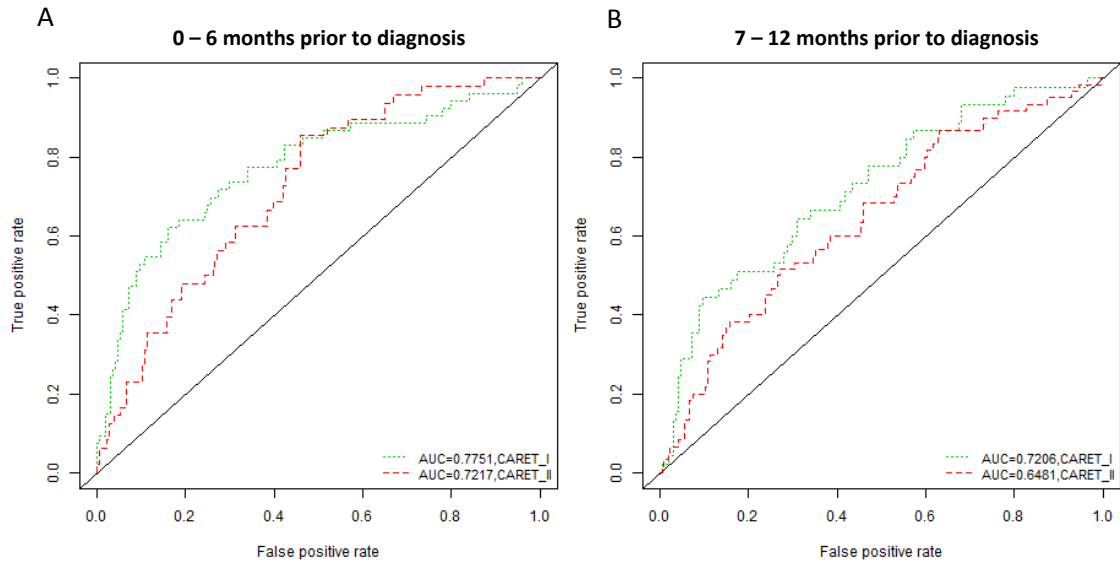 A
0 – 6 months prior to diagnosis
True positive rate
1.0
0.8
0.6
0.4
0.2
0.0
AUC=0.7751,CARET_I
AUC=0.7217,CARET_II
0.0 0.2 0.4 0.6 0.8 1.0
False positive rate
B
7 – 12 months prior to diagnosis
True positive rate
1.0
0.8
0.6
0.4
0.2
0.0
AUC=0.7206,CARET_I
AUC=0.6481,CARET_II
0.0 0.2 0.4 0.6 0.8 1.0
False positive rate